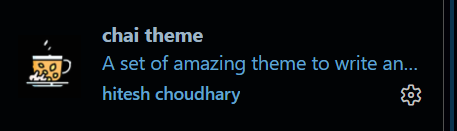 chai theme
A set of amazing theme to write an...
hitesh choudhary